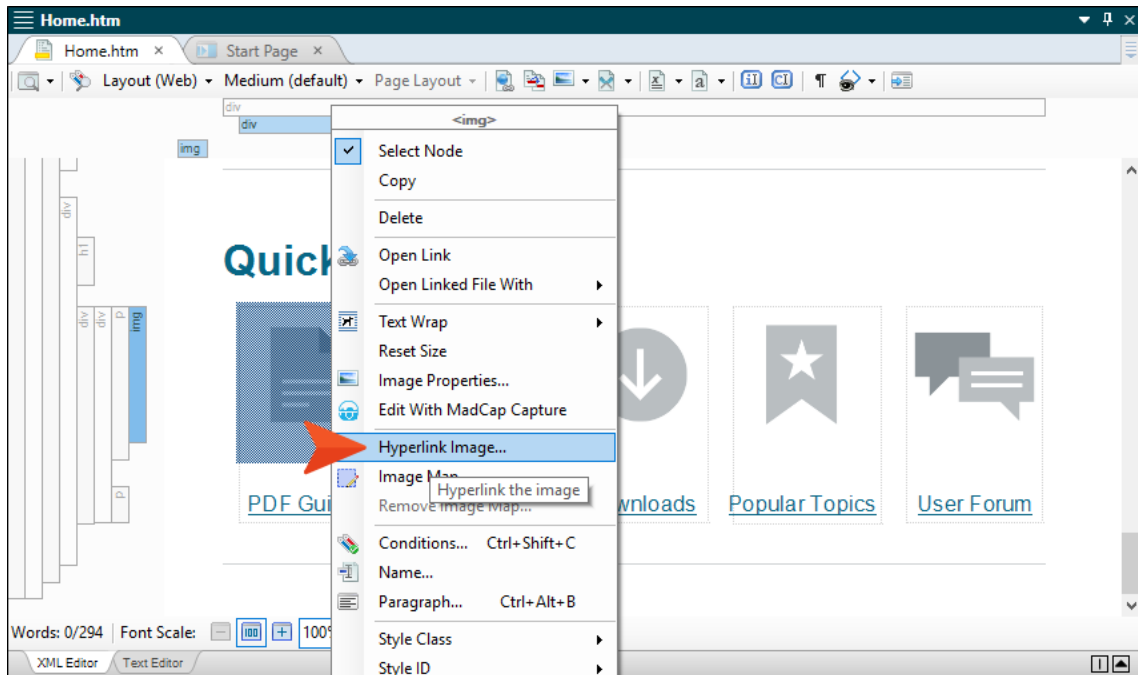 Home.htm
Home.htm × Start Page ×
Layout (Web) Medium (default) Page Layout
div
div
img
<img>
Select Node
Copy
Delete
Open Link
Open Linked File With
Text Wrap
Reset Size
Image Properties...
Edit With MadCap Capture
Hyperlink Image...
Image Map
Hyperlink the image
Remove Image Map...
Conditions... Ctrl+Shift+C
Name...
Paragraph... Ctrl+Alt+B
Style Class
Style ID
div
h1
div
div
p
img
p
Quick
PDF Gui
wnloads
Popular Topics
User Forum
Words: 0/294 Font Scale: 100%
XML Editor Text Editor